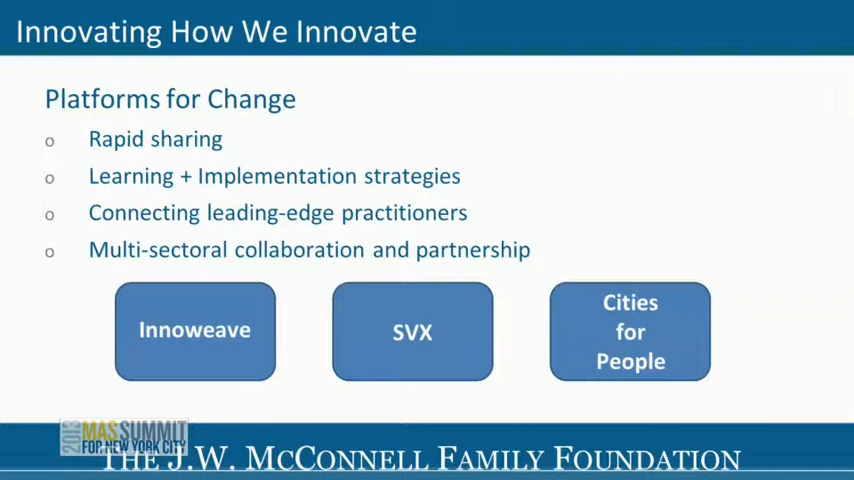 Innovating How We Innovate
Platforms for Change
o Rapid sharing
o Learning + Implementation strategies
o Connecting leading-edge practitioners
o Multi-sectoral collaboration and partnership
Innoweave
SVX
Cities
for
People
2013 MAS SUMMIT
FOR NEW YORK CITY
THE J.W. MCCONNELL FAMILY FOUNDATION